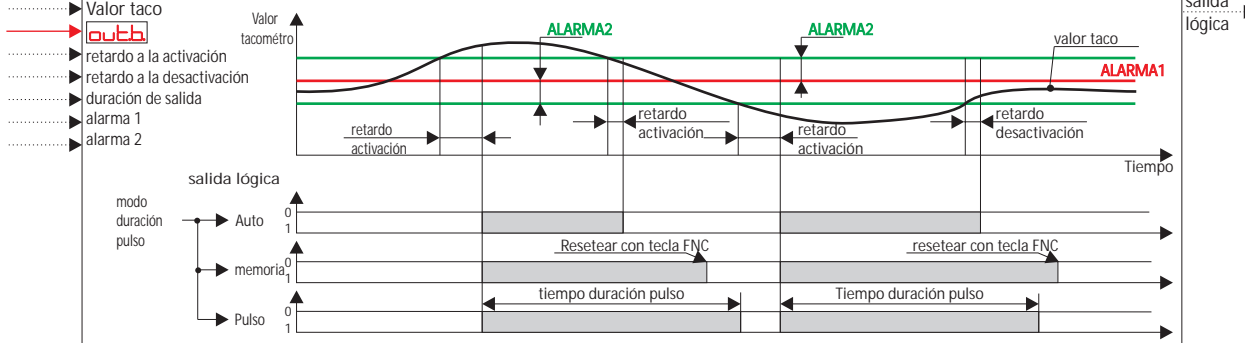 Valor taco
out.b.
retardo a la activación
retardo a la desactivación
duración de salida
alarma 1
alarma 2
Valor
tacométro
ALARMA2
ALARMA2
valor taco
ALARMA1
retardo
activación
retardo
activación
retardo
activación
retardo
desactivación
Tiempo
salida
lógica
salida lógica
modo
duración
pulso
Auto
0
1
Resetear con tecla FNC
resetear con tecla FNC
memoria
0
1
tiempo duración pulso
Tiempo duración pulso
Pulso
0
1